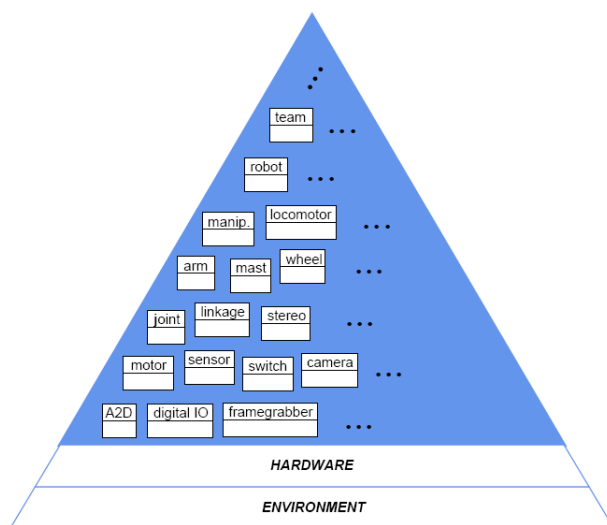 team
robot
manip. locomotor
arm mast wheel
joint linkage stereo
motor sensor switch camera
A2D digital IO framegrabber
HARDWARE
ENVIRONMENT